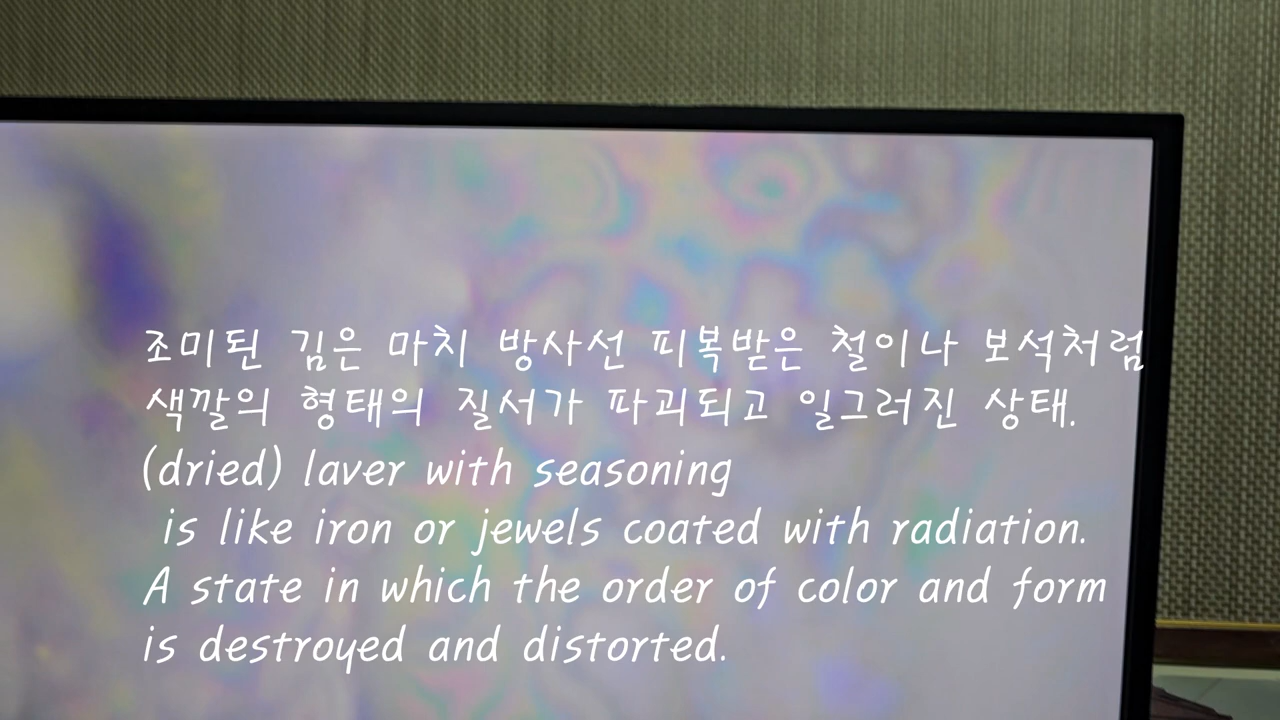 조미된 김은 마치 방사선 피복받은 철이나 보석처럼
색깔의 형태의 질서가 파괴되고 일그러진 상태.
(dried) laver with seasoning
is like iron or jewels coated with radiation.
A state in which the order of color and form
is destroyed and distorted.